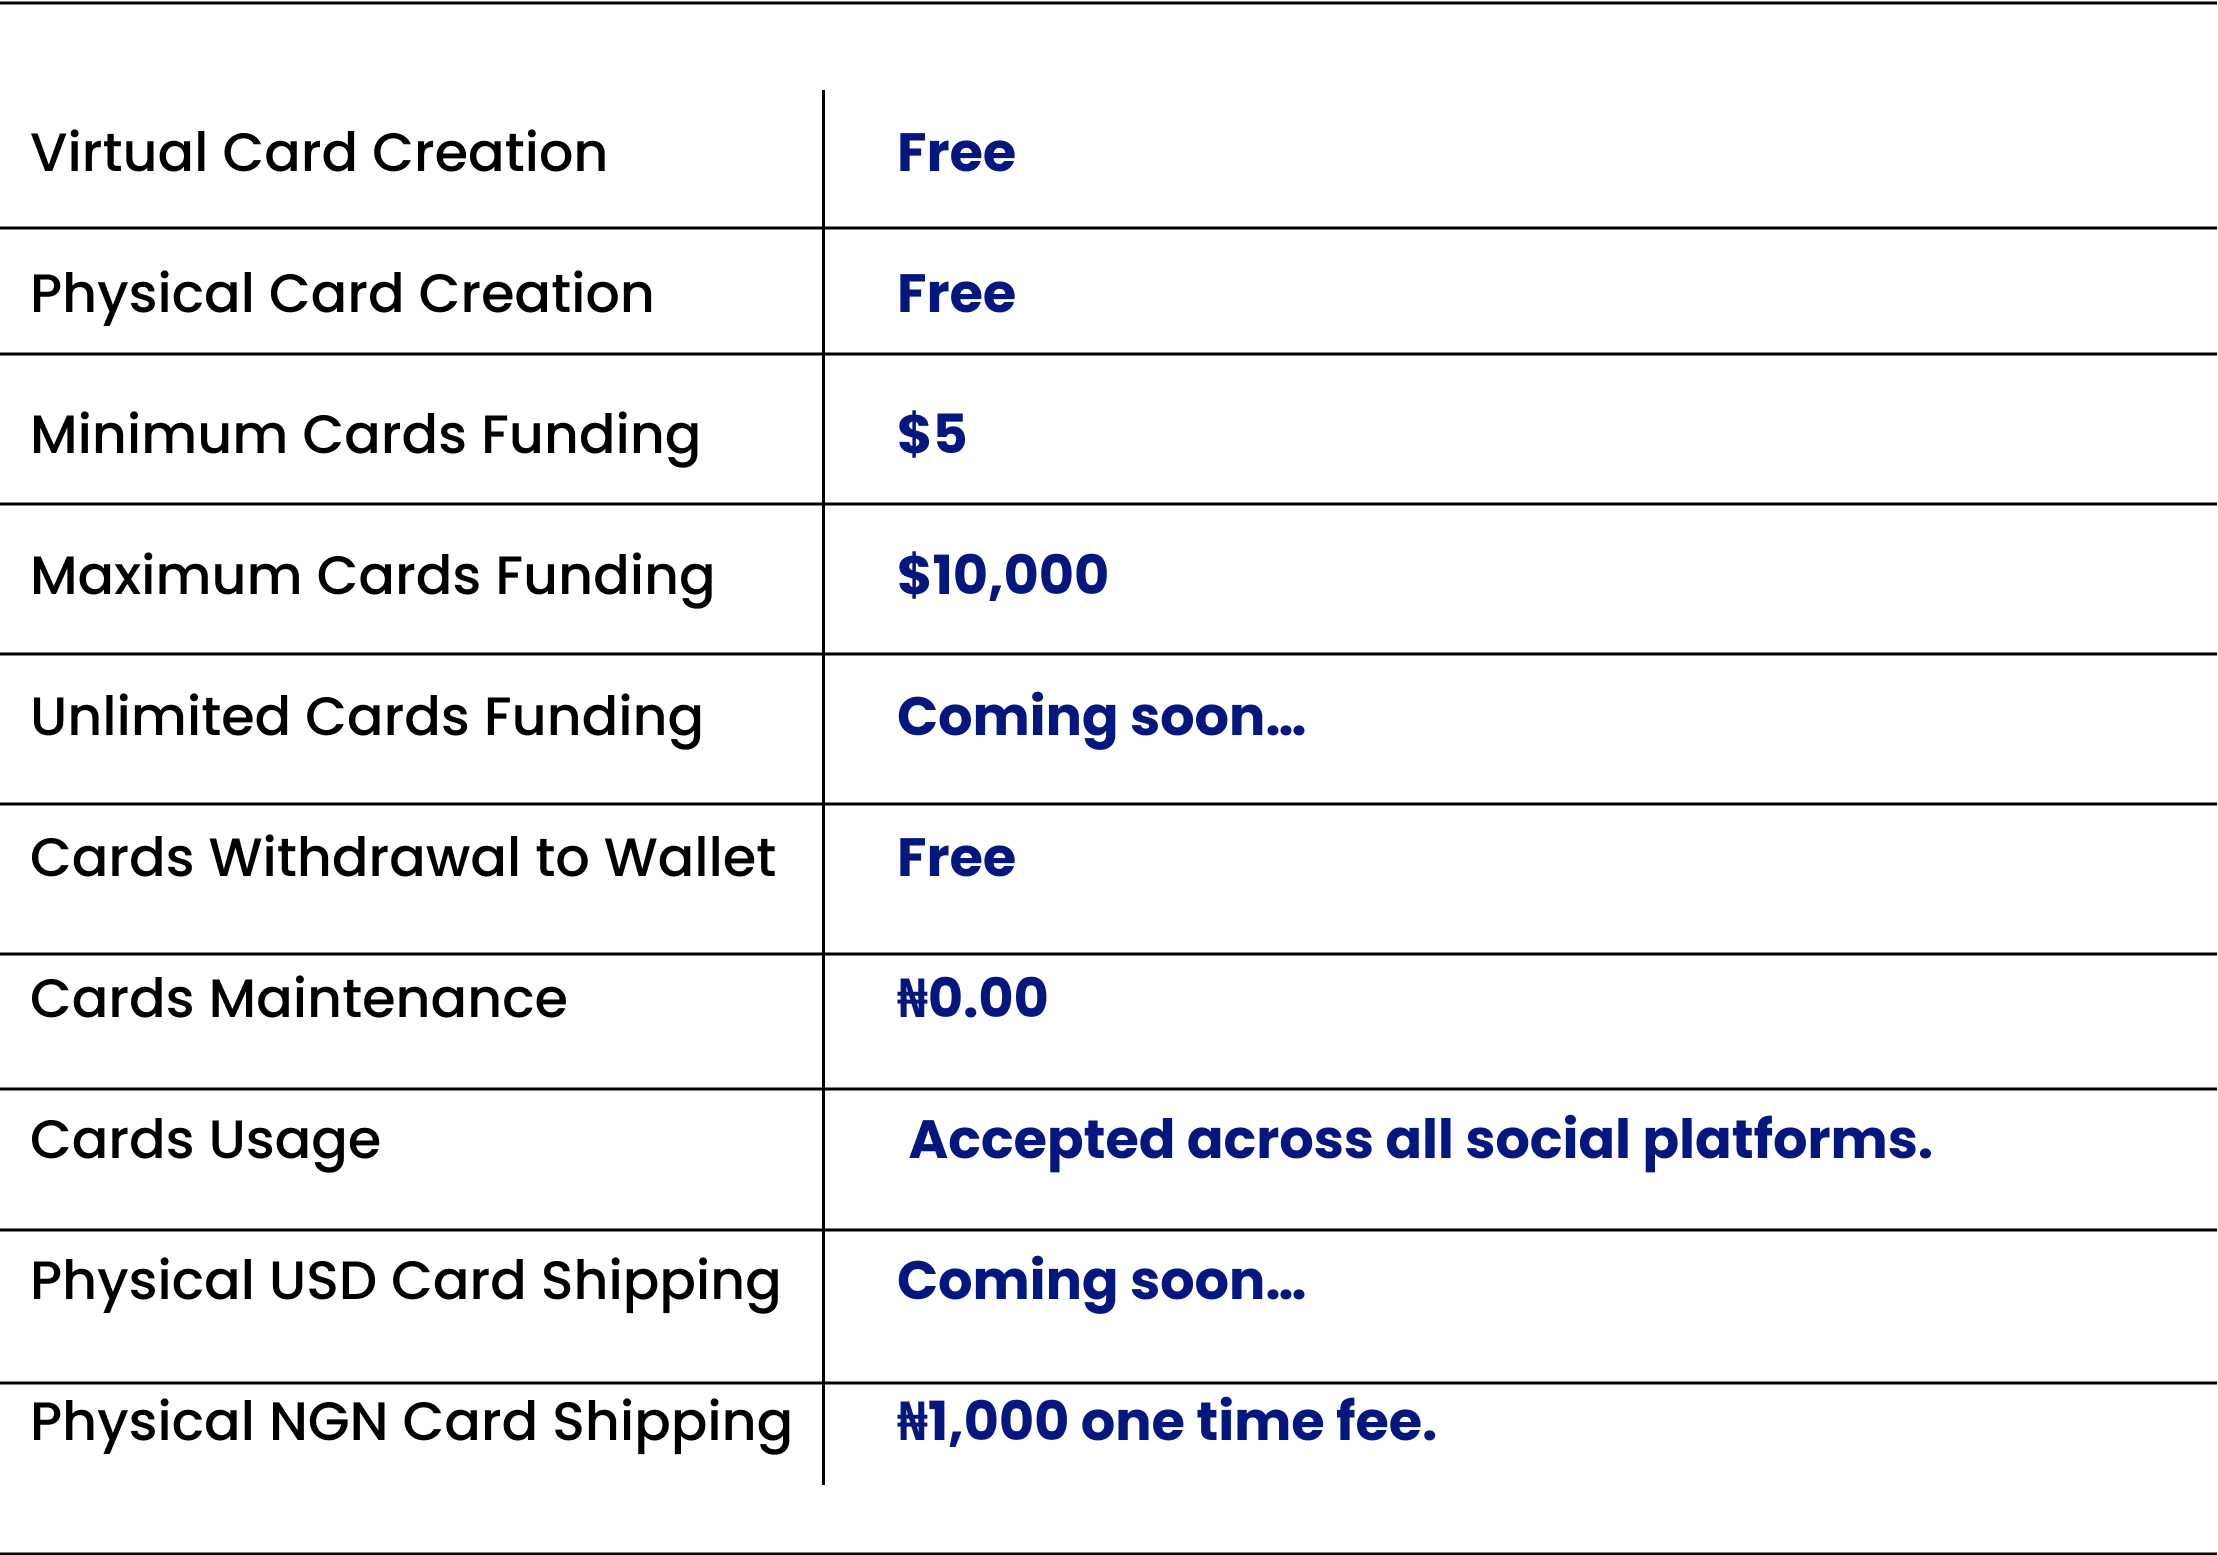 Virtual Card Creation Free
Physical Card Creation Free
Minimum Cards Funding $5
Maximum Cards Funding $10,000
Unlimited Cards Funding Coming soon...
Cards Withdrawal to Wallet Free
Cards Maintenance ₦0.00
Cards Usage Accepted across all social platforms.
Physical USD Card Shipping Coming soon...
Physical NGN Card Shipping ₦1,000 one time fee.